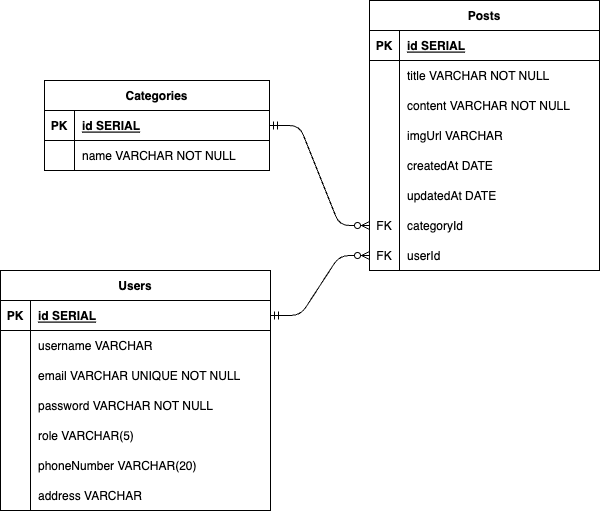 Posts
PK id SERIAL
title VARCHAR NOT NULL
content VARCHAR NOT NULL
imgUrl VARCHAR
createdAt DATE
updatedAt DATE
FK categoryId
FK userId
Categories
PK id SERIAL
name VARCHAR NOT NULL
Users
PK id SERIAL
username VARCHAR
email VARCHAR UNIQUE NOT NULL
password VARCHAR NOT NULL
role VARCHAR(5)
phoneNumber VARCHAR(20)
address VARCHAR